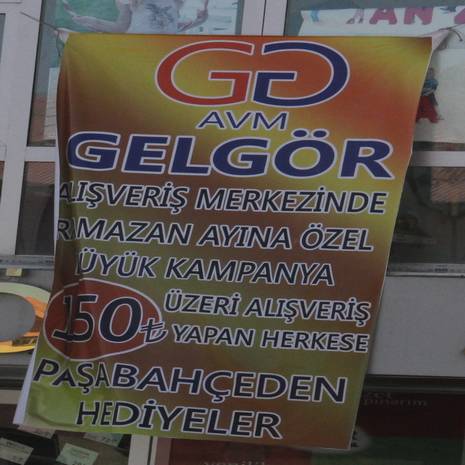 GG
AVM
GELGÖR
ALIŞVERİŞ MERKEZİNDE
RAMAZAN AYINA ÖZEL
BÜYÜK KAMPANYA
150₺ ÜZERİ ALIŞVERİŞ
YAPAN HERKESE
PAŞABAHÇEDEN
HEDİYELER